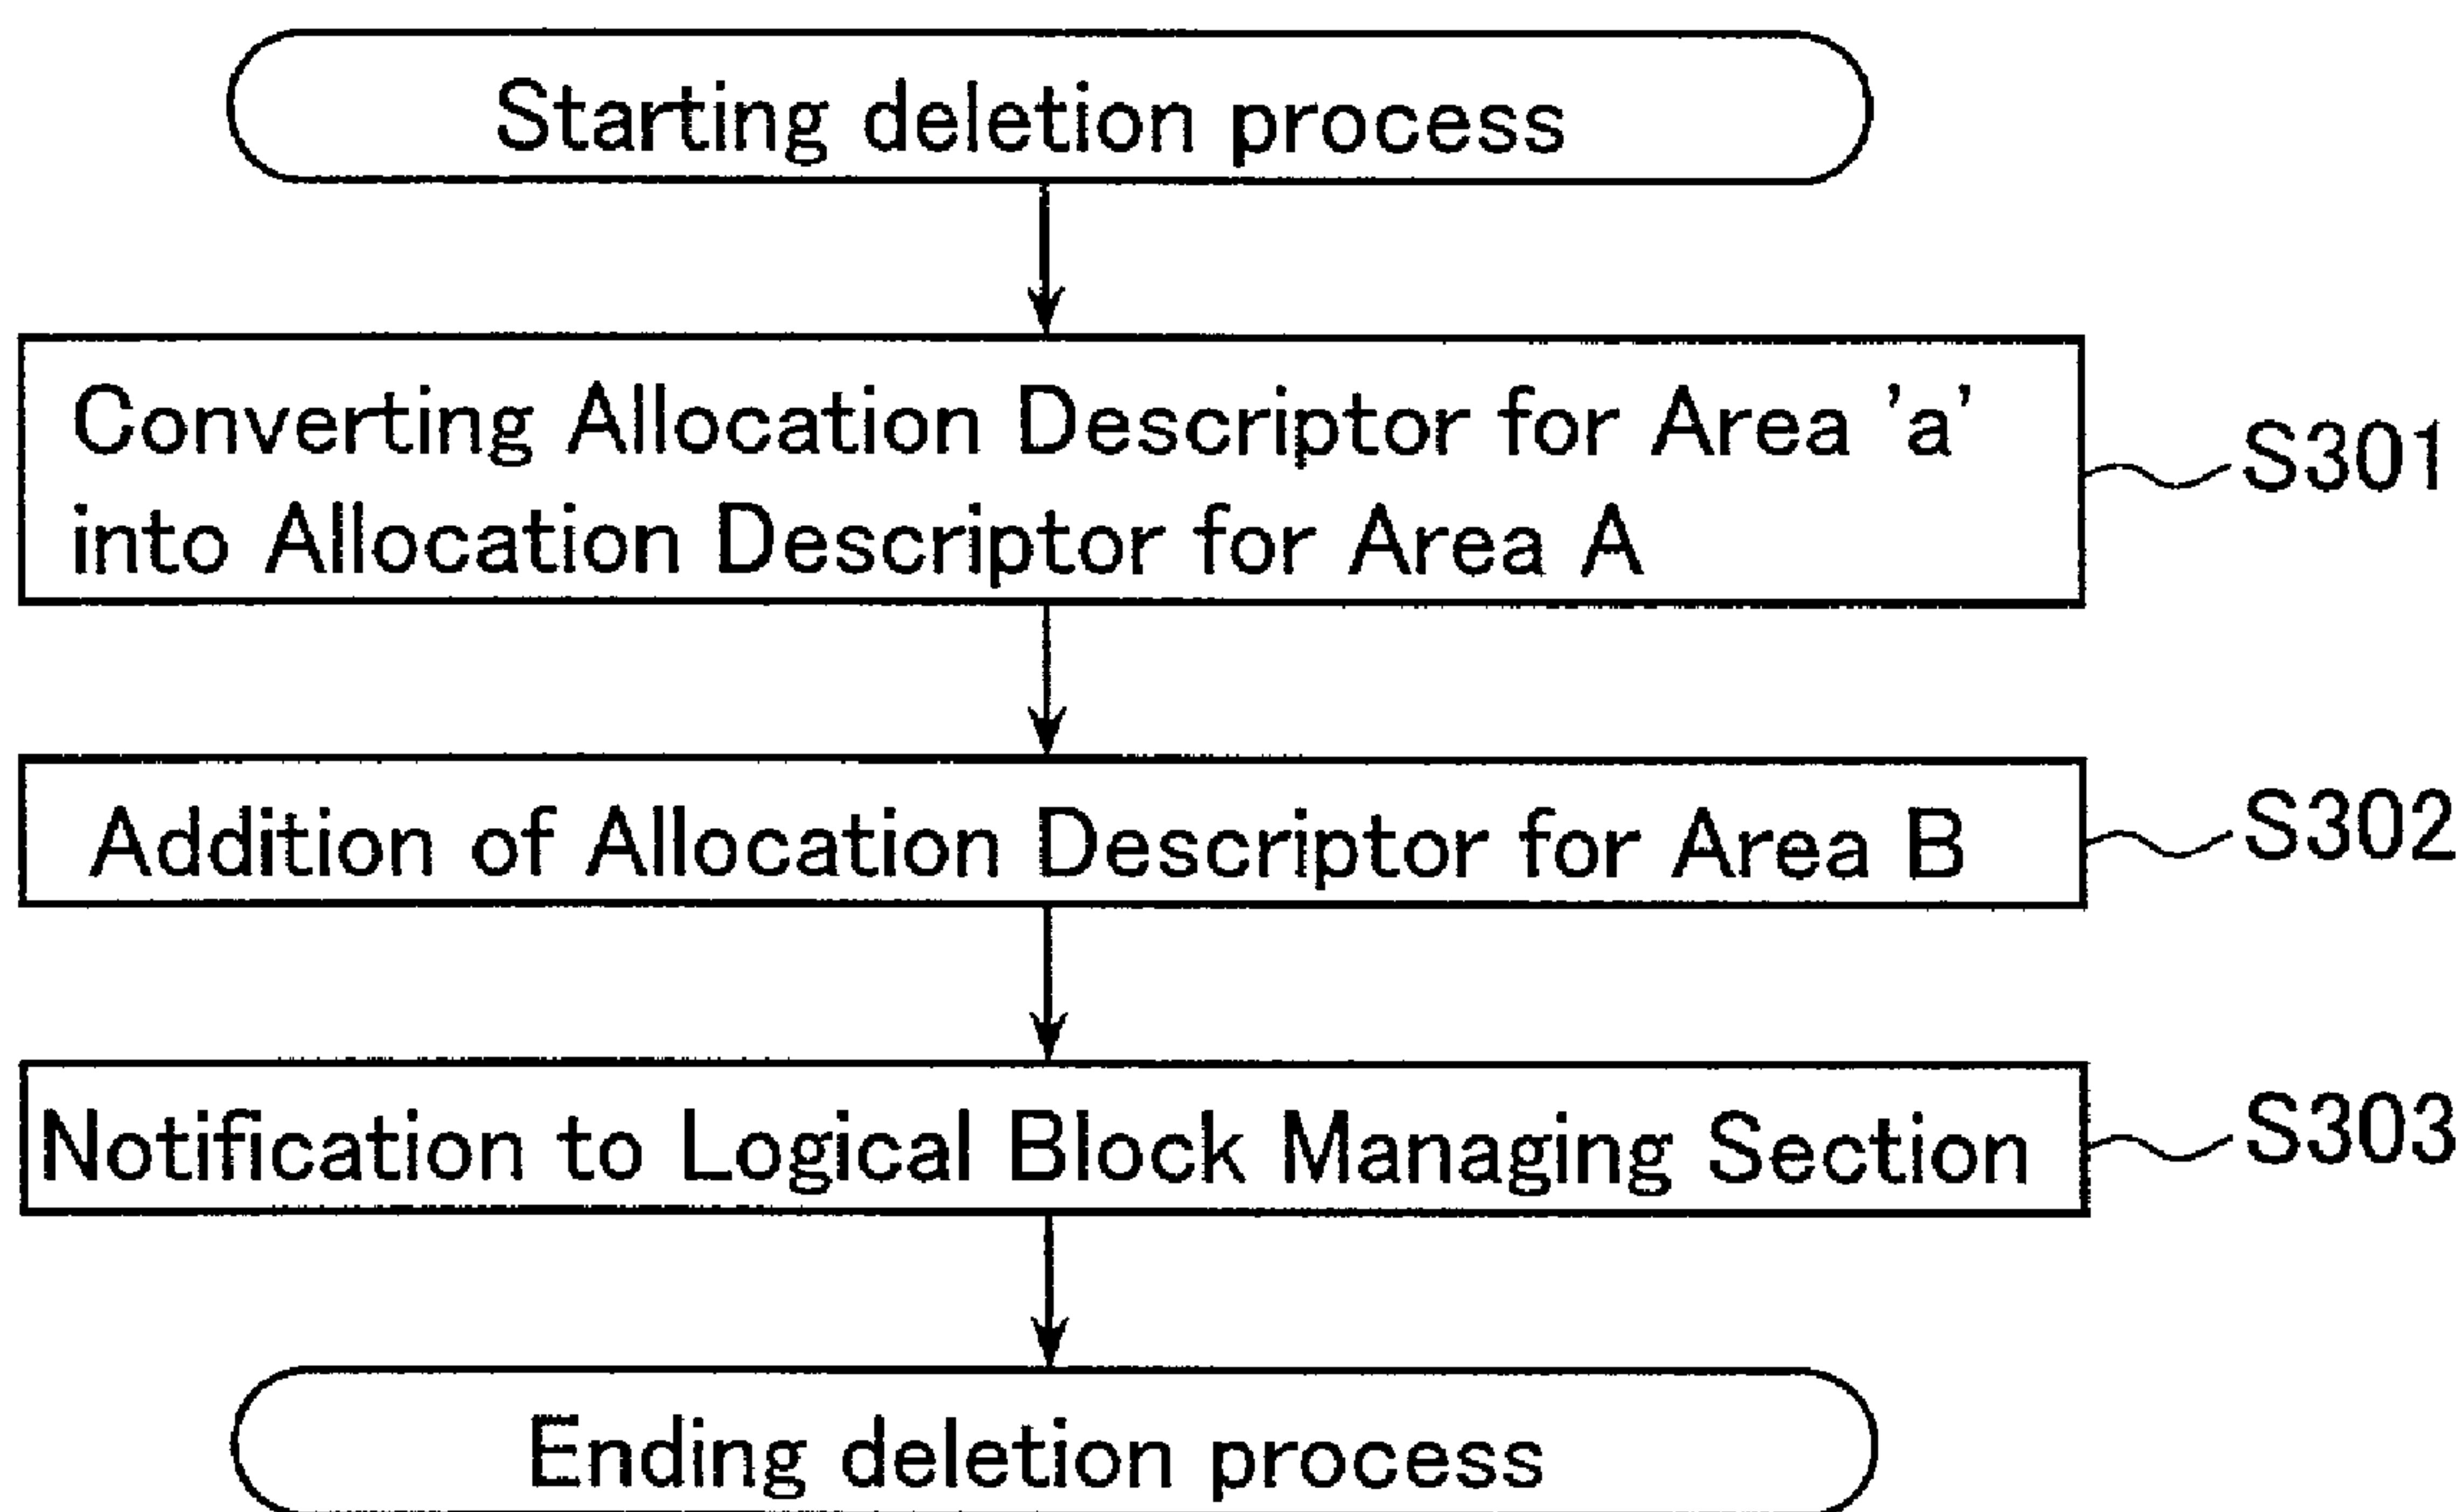 Starting deletion process
Converting Allocation Descriptor for Area 'a'
into Allocation Descriptor for Area A
S301
Addition of Allocation Descriptor for Area B
S302
Notification to Logical Block Managing Section
S303
Ending deletion process